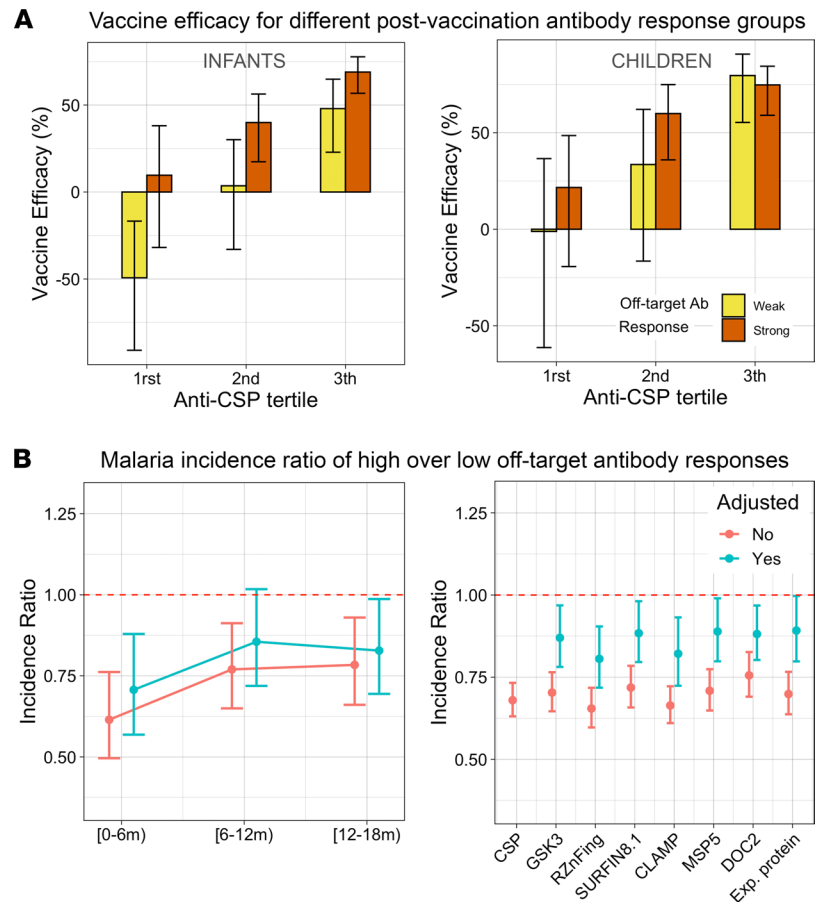 A
Vaccine efficacy for different post-vaccination antibody response groups
Vaccine Efficacy (%)
INFANTS
50
0
-50
1rst
2nd
3th
Anti-CSP tertile
Vaccine Efficacy (%)
CHILDREN
50
0
-50
Off-target Ab
Response
Weak
Strong
1rst
2nd
3th
Anti-CSP tertile
B
Malaria incidence ratio of high over low off-target antibody responses
Incidence Ratio
1.25
1.00
0.75
0.50
[0-6m)
[6-12m)
[12-18m)
Incidence Ratio
1.25
1.00
0.75
0.50
Adjusted
No
Yes
CSP
GSK3
RZnFing
SURFIN8.1
CLAMP
MSP5
DOC2
Exp. protein